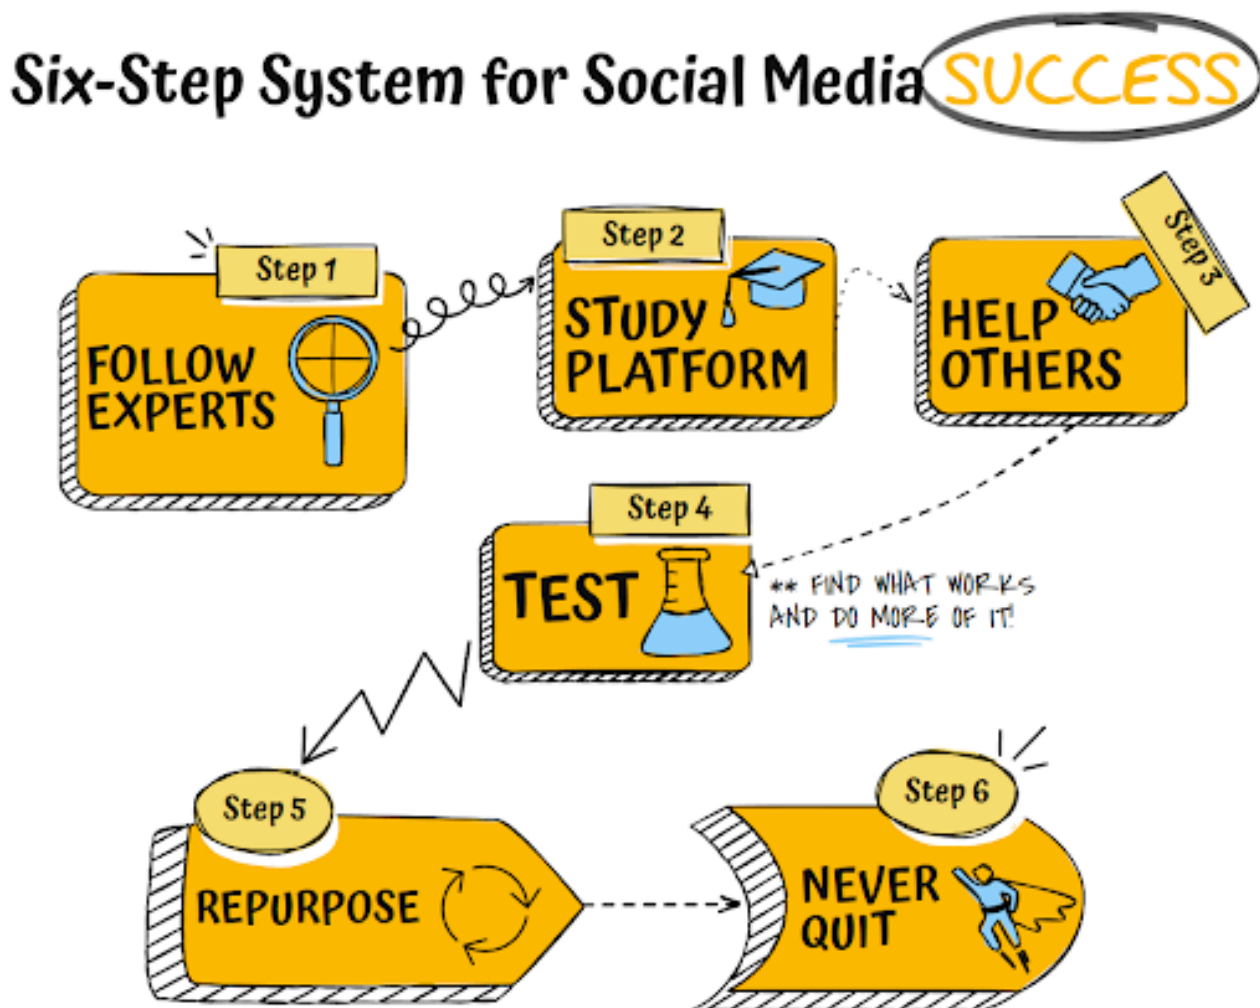 Six-Step System for Social Media SUCCESS
Step 1
FOLLOW
EXPERTS
Step 2
STUDY
PLATFORM
Step 3
HELP
OTHERS
Step 4
TEST
** FIND WHAT WORKS
AND DO MORE OF IT!
Step 5
REPURPOSE
Step 6
NEVER
QUIT